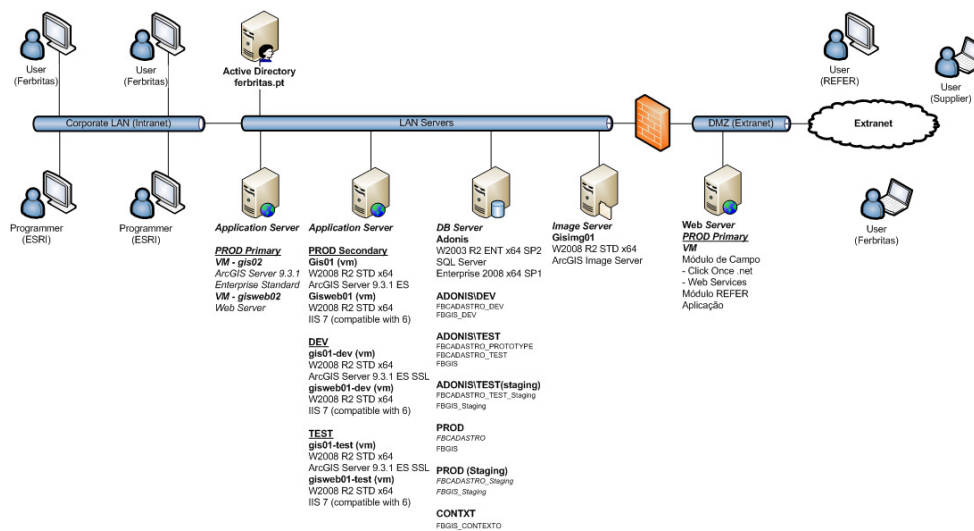 User
(Ferbritas)
User
(Ferbritas)
Active Directory
ferbritas.pt
User
(REFER)
User
(Supplier)
Corporate LAN (Intranet)
LAN Servers
DMZ (Extranet)
Extranet
Programmer
(ESRI)
Programmer
(ESRI)
User
(Ferbritas)
Application Server
PROD Primary
VM - gis02
ArcGIS Server 9.3.1
Enterprise Standard
VM - gisweb02
Web Server
Application Server
PROD Secondary
Gis01 (vm)
W2008 R2 STD x64
ArcGIS Server 9.3.1 ES
Gisweb01 (vm)
W2008 R2 STD x64
IIS 7 (compatible with 6)
DEV
gis01-dev (vm)
W2008 R2 STD x64
ArcGIS Server 9.3.1 ES SSL
gisweb01-dev (vm)
W2008 R2 STD x64
IIS 7 (compatible with 6)
TEST
gis01-test (vm)
W2008 R2 STD x64
ArcGIS Server 9.3.1 ES SSL
gisweb01-test (vm)
W2008 R2 STD x64
IIS 7 (compatible with 6)
DB Server
Adonis
W2003 R2 ENT x64 SP2
SQL Server
Enterprise 2008 x64 SP1
ADONIS\DEV
FBCADASTRO_DEV
FBGIS_DEV
ADONIS\TEST
FBCADASTRO_PROTOTYPE
FBCADASTRO_TEST
FBGIS
ADONIS\TEST(staging)
FBCADASTRO_TEST_Staging
FBGIS_Staging
PROD
FBCADASTRO
FBGIS
PROD (Staging)
FBCADASTRO_Staging
FBGIS_Staging
CONTXT
FBGIS_CONTEXTO
Image Server
Gisimg01
W2008 R2 STD x64
ArcGIS Image Server
Web Server
PROD Primary
VM
Módulo de Campo
- Click Once .net
- Web Services
Módulo REFER
Aplicação